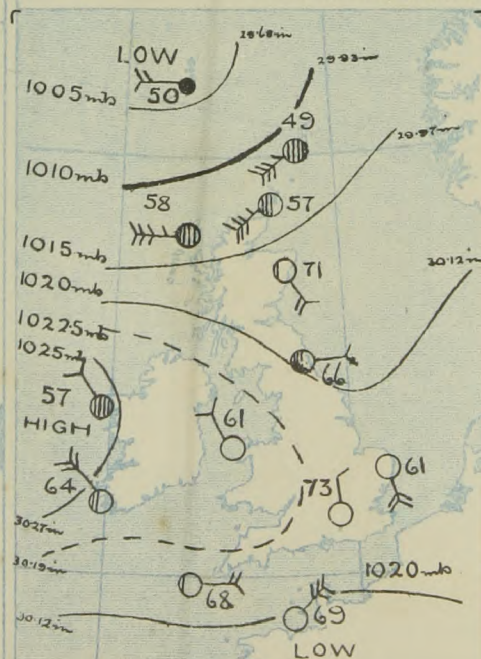 LOW
29.68in
29.83in
1005mb
50
49
29.97in
1010mb
58
57
1015mb
71
30.12in
1020mb
1022.5mb
66
1025mb
57
HIGH
61
64
73
61
30.27in
30.19in
68
1020mb
30.12in
69
LOW